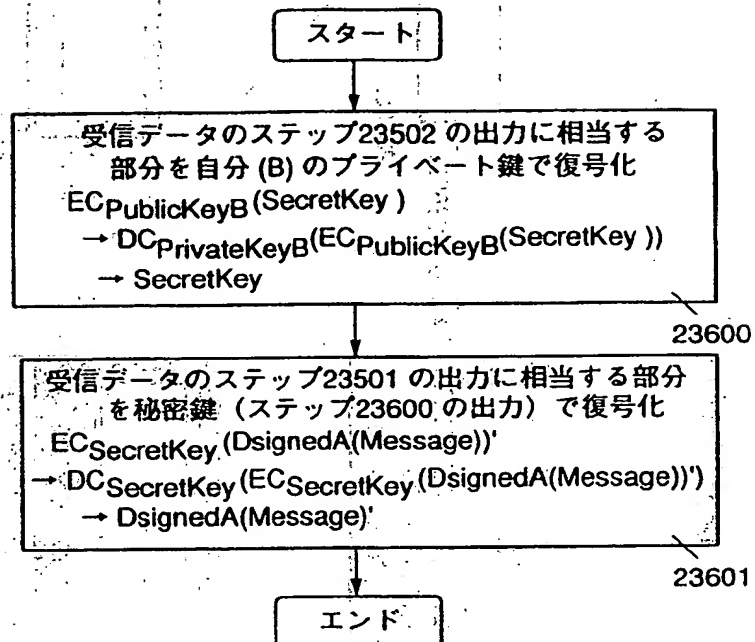 スタート
受信データのステップ23502 の出力に相当する
部分を自分 (B) のプライベート鍵で復号化
ECPublicKeyB(SecretKey )
→ DCPrivateKeyB(ECPublicKeyB(SecretKey ))
→ SecretKey
23600
受信データのステップ23501 の出力に相当する部分
を秘密鍵（ステップ23600 の出力）で復号化
ECSecretKey (DsignedA(Message))'
→ DCSecretKey(ECSecretKey (DsignedA(Message))')
→ DsignedA(Message)'
23601
エンド